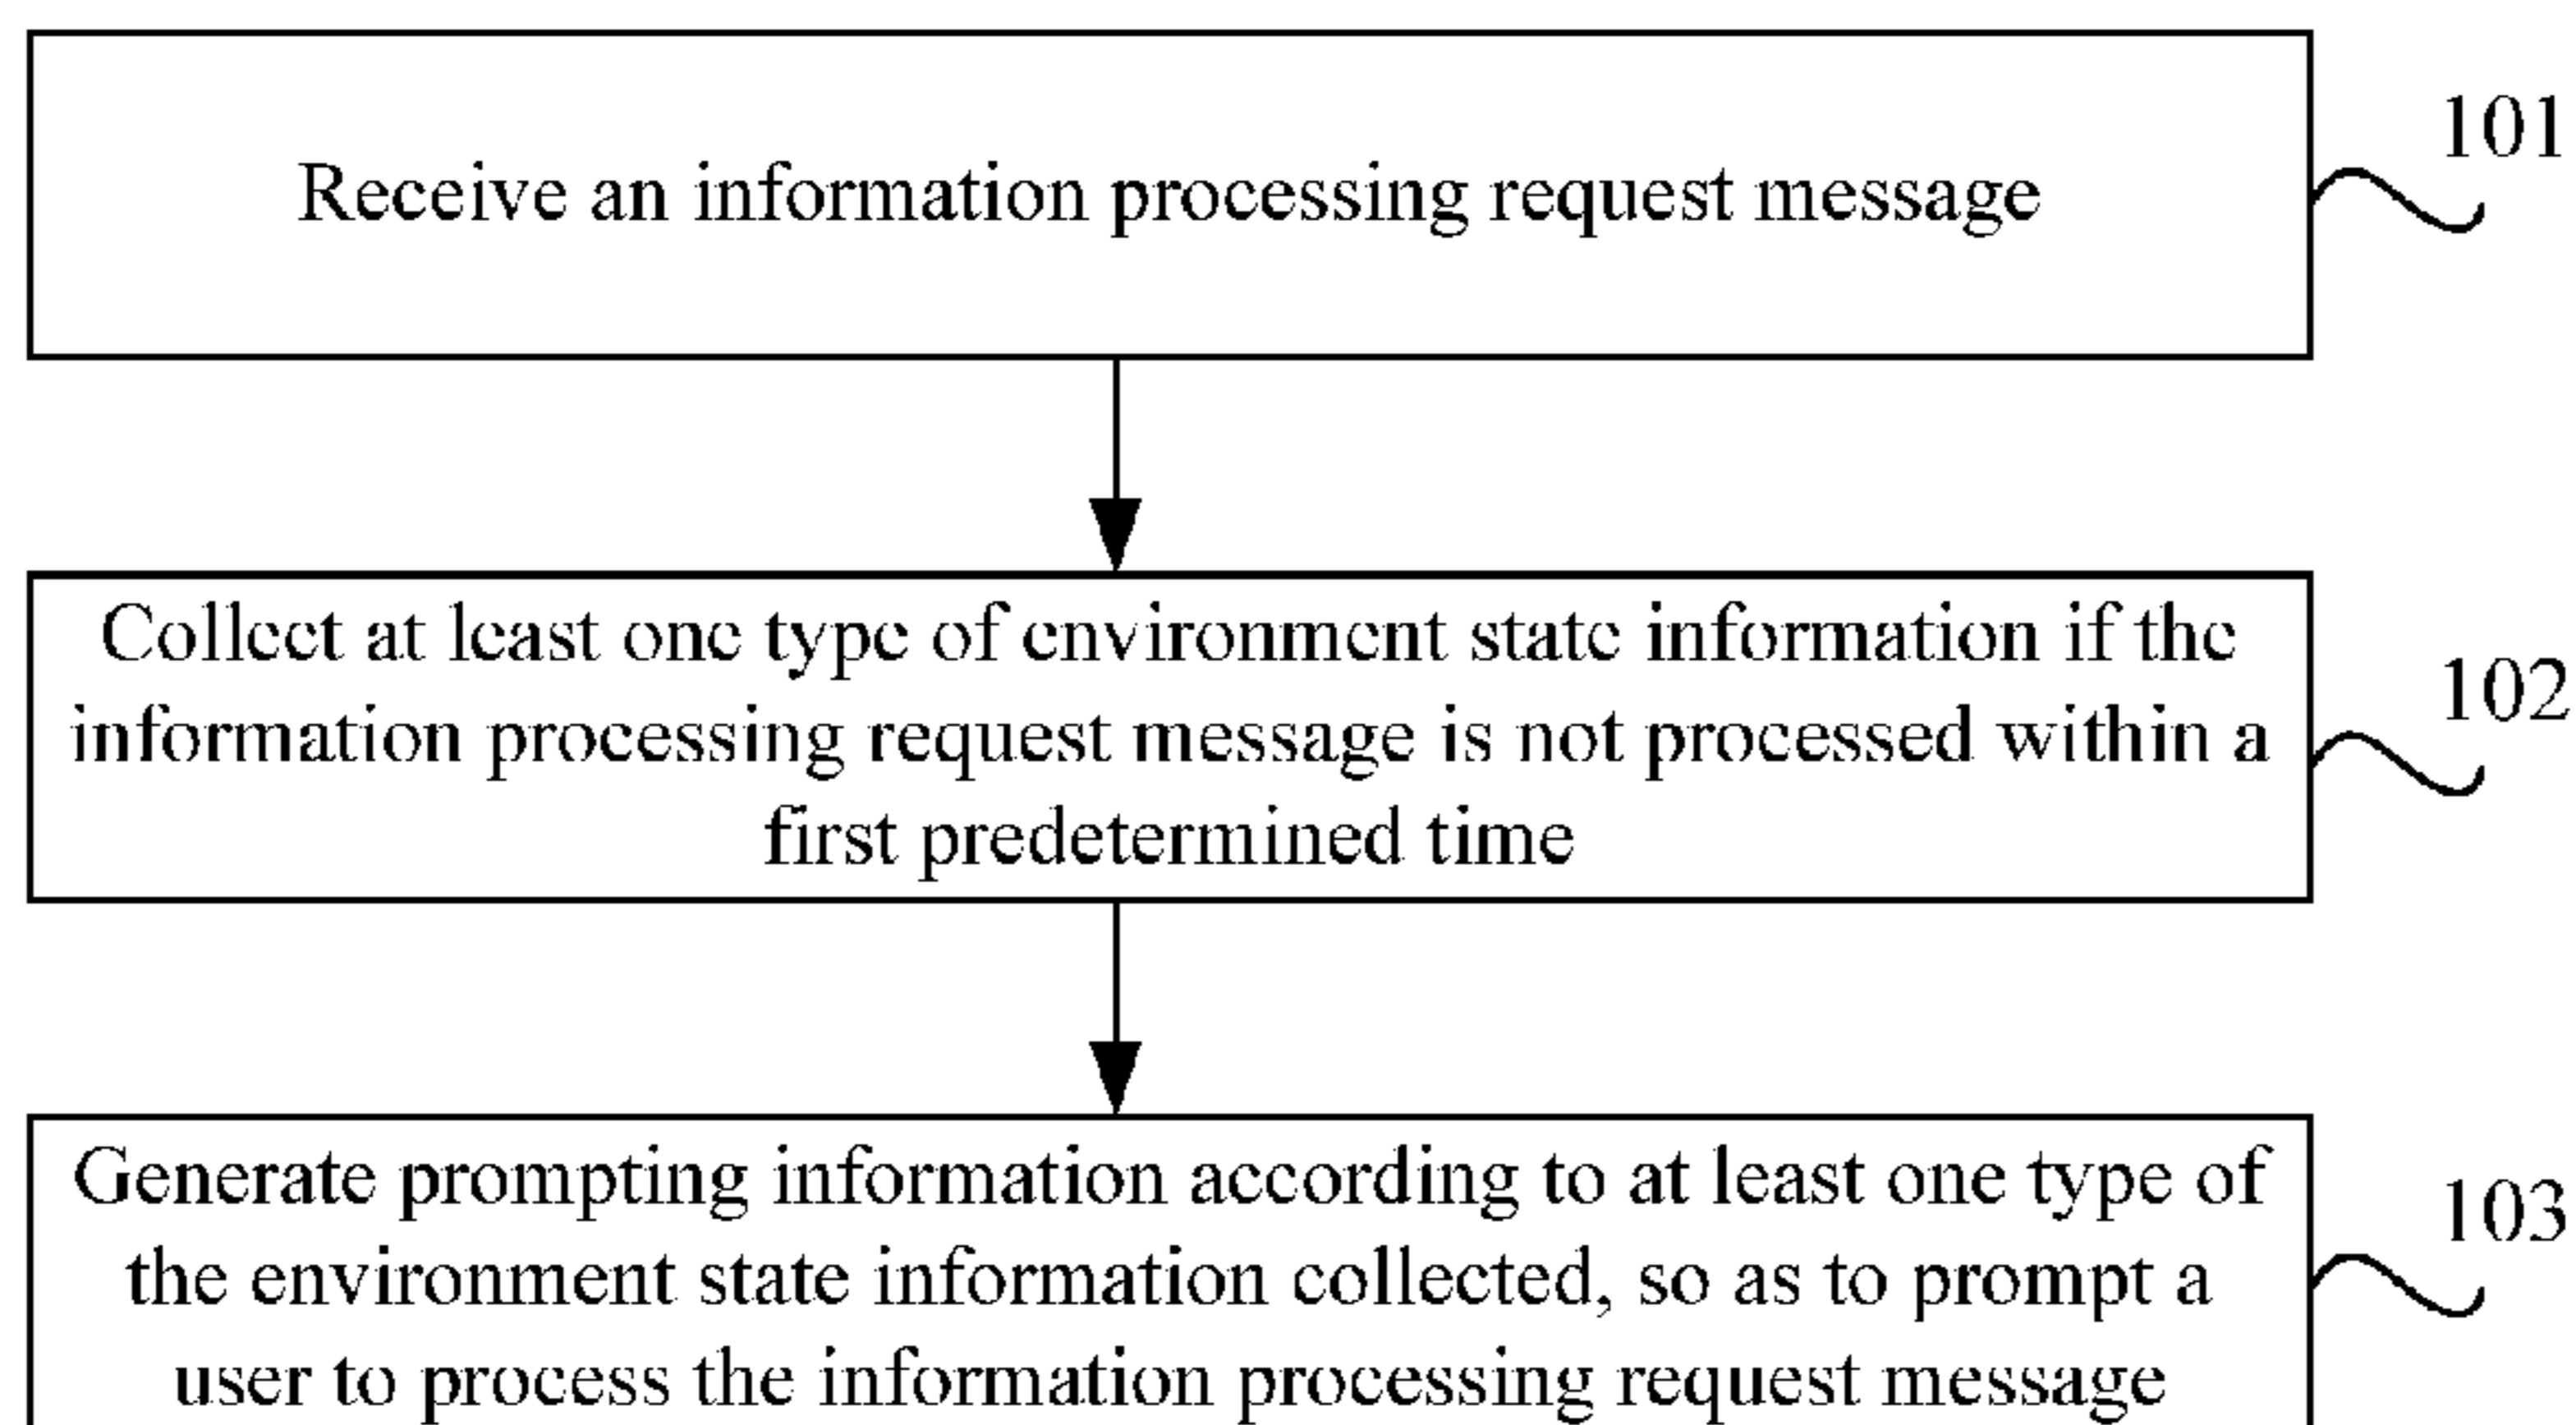 Receive an information processing request message
101
Collect at least one type of environment state information if the
information processing request message is not processed within a
first predetermined time
102
Generate prompting information according to at least one type of
the environment state information collected, so as to prompt a
user to process the information processing request message
103